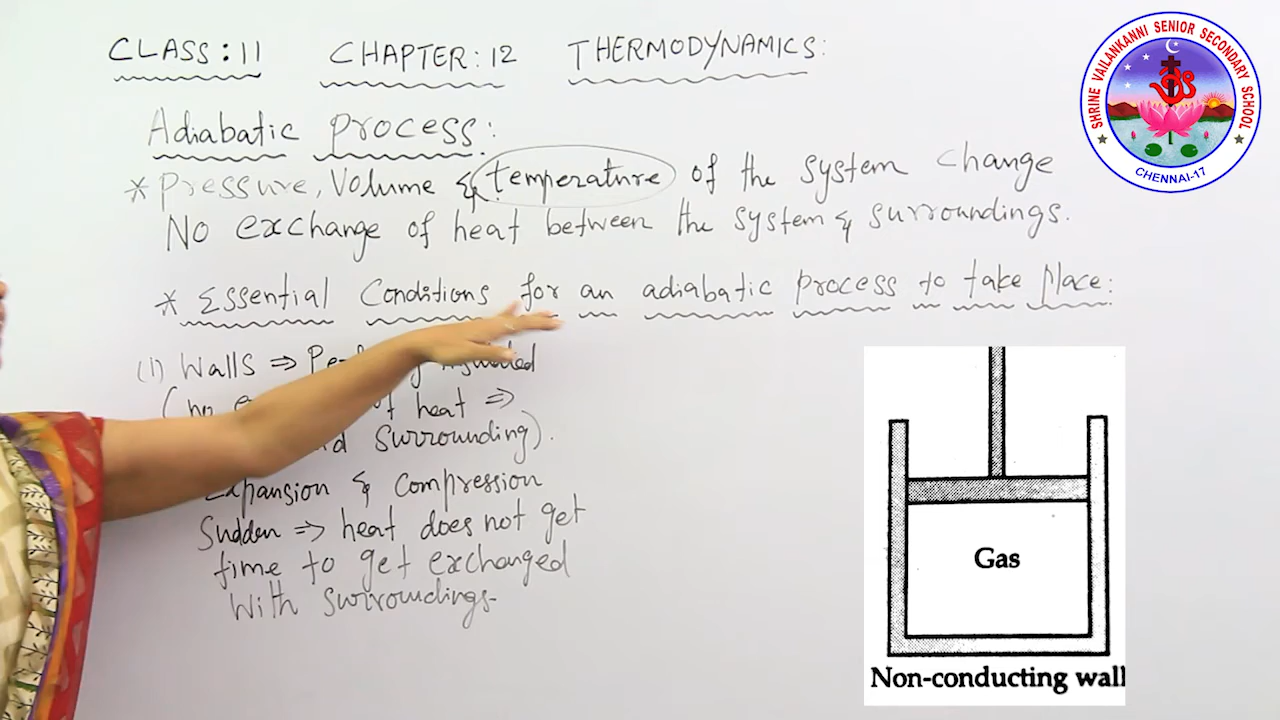 CLASS: 11 CHAPTER: 12 THERMODYNAMICS:
Adiabatic process:
* Pressure, Volume & temperature of the system change
No exchange of heat between the system & surroundings.
* Essential Conditions for an adiabatic process to take place:
(1) Walls ⇒
(no of heat ⇒
surrounding).
Expansion & compression
Sudden ⇒ heat does not get
time to get exchanged
with surroundings.
SHRINE VAILANKANNI SENIOR SECONDARY SCHOOL
CHENNAI-17
Gas
Non-conducting wall